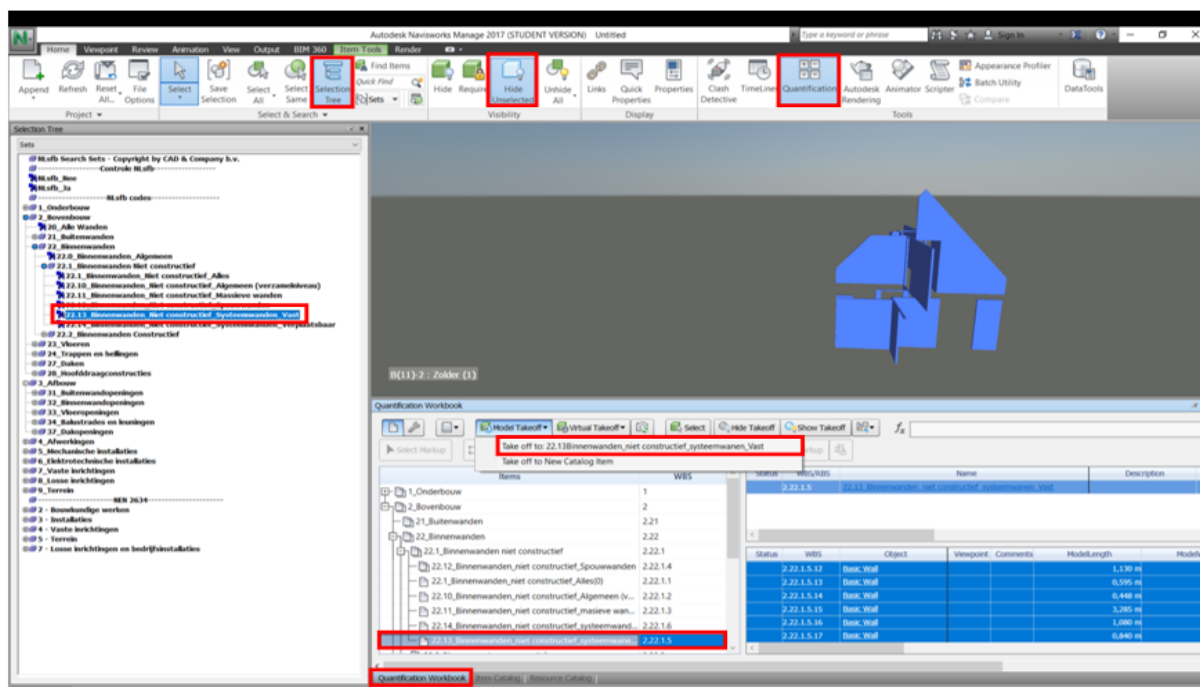 Autodesk Navisworks Manage 2017 (STUDENT VERSION) Untitled
Type a keyword or phrase
Sign In
Home Viewpoint Review Animation View Output BIM 360 Item Tools Render
Append
Refresh
Reset All...
File Options
Select
Save Selection
Select All
Select Same
Selection Tree
Find Items
Quick Find
Sets
Hide
Require
Hide Unselected
Unhide All
Links
Quick Properties
Properties
Clash Detective
TimeLiner
Quantification
Autodesk Rendering
Animator
Scripter
Appearance Profiler
Batch Utility
Compare
DataTools
Project
Select & Search
Visibility
Display
Tools
Selection Tree
Sets
NLsfb Search Sets - Copyright by CAD & Company b.v.
Controle NLsfb
NLsfb_Nee
NLsfb_Ja
NLsfb codes
1_Onderbouw
2_Bovenbouw
20_Alle Wanden
21_Buitenwanden
22_Binnenwanden
22.0_Binnenwanden_Algemeen
22.1_Binnenwanden Niet constructief
22.1_Binnenwanden_Niet constructief_Alles
22.10_Binnenwanden_Niet constructief_Algemeen (verzamelniveau)
22.11_Binnenwanden_Niet constructief_Massieve wanden
22.13_Binnenwanden_Niet constructief_Systeemwanden_Vast
22.14_Binnenwanden_Niet constructief_Systeemwanden_Verplaatsbaar
22.2_Binnenwanden Constructief
23_Vloeren
24_Trappen en hellingen
27_Daken
28_Hoofddraagconstructies
3_Afbouw
31_Buitenwandopeningen
32_Binnenwandopeningen
33_Vloeropeningen
34_Balustrades en leuningen
37_Dakopeningen
4_Afwerkingen
5_Mechanische installaties
6_Elektrotechnische installaties
7_Vaste inrichtingen
8_Losse inrichtingen
9_Terrein
NEN 2634
2 - Bouwkundige werken
3 - Installaties
4 - Vaste inrichtingen
5 - Terrein
7 - Losse inrichtingen en bedrijfsinstallaties
B(11)-2 : Zolder (1)
Quantification Workbook
Model Takeoff
Virtual Takeoff
Select
Hide Takeoff
Show Takeoff
fx
Select Markup
Take off to: 22.13Binnenwanden_niet constructief_systeemwanen_Vast
Take off to New Catalog Item
Items WBS
1_Onderbouw 1
2_Bovenbouw 2
21_Buitenwanden 2.21
22_Binnenwanden 2.22
22.1_Binnenwanden niet constructief 2.22.1
22.12_Binnenwanden_niet constructief_Spouwwanden 2.22.1.4
22.1_Binnenwanden_niet constructief_Alles(0) 2.22.1.1
22.10_Binnenwanden_niet constructief_Algemeen (v... 2.22.1.2
22.11_Binnenwanden_niet constructief_masieve wan... 2.22.1.3
22.14_Binnenwanden_niet constructief_systeemwand... 2.22.1.6
22.13_Binnenwanden_niet constructief_systeemwane... 2.22.1.5
Status WBS/RBS Name Description
2.22.1.5 22.13_Binnenwanden_niet constructief_systeemwanen_Vast
Status WBS Object Viewpoint Comments ModelLength
2.22.1.5.12 Basic Wall 1,130 m
2.22.1.5.13 Basic Wall 0,595 m
2.22.1.5.14 Basic Wall 0,448 m
2.22.1.5.15 Basic Wall 3,285 m
2.22.1.5.16 Basic Wall 1,080 m
2.22.1.5.17 Basic Wall 0,840 m
Quantification Workbook Item Catalog Resource Catalog